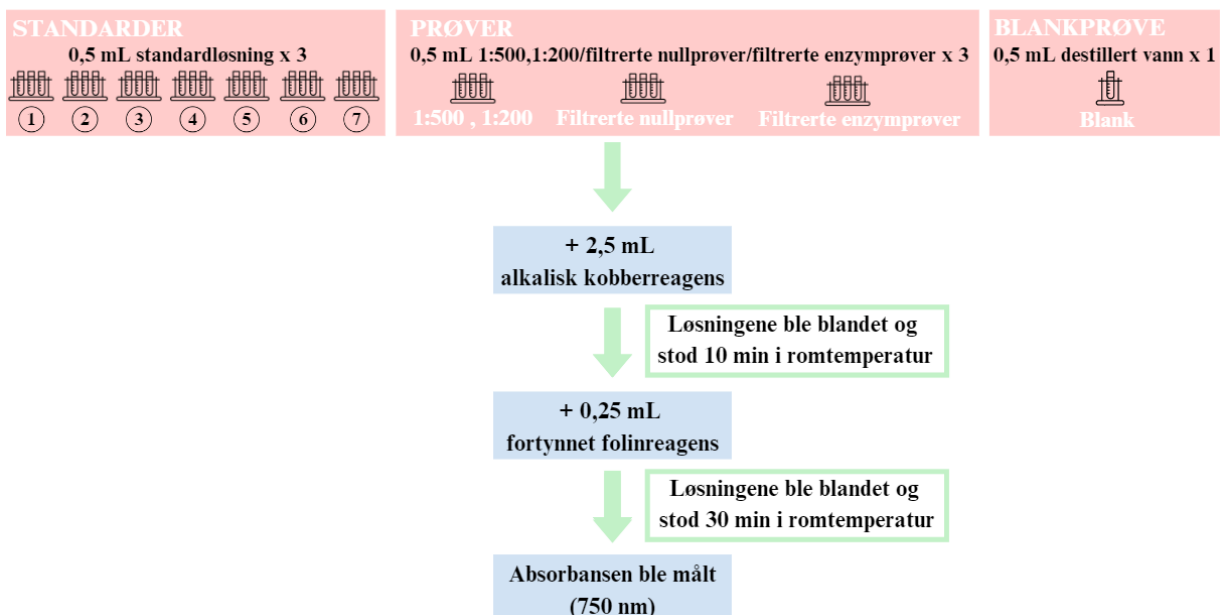 STANDARDER
0,5 mL standardløsning x 3
1 2 3 4 5 6 7
PRØVER
0,5 mL 1:500,1:200/filtrerte nullprøver/filtrerte enzymprøver x 3
1:500 , 1:200 Filtrerte nullprøver Filtrerte enzymprøver
BLANKPRØVE
0,5 mL destillert vann x 1
Blank
+ 2,5 mL
alkalisk kobberreagens
Løsningene ble blandet og
stod 10 min i romtemperatur
+ 0,25 mL
fortynnet folinreagens
Løsningene ble blandet og
stod 30 min i romtemperatur
Absorbansen ble målt
(750 nm)